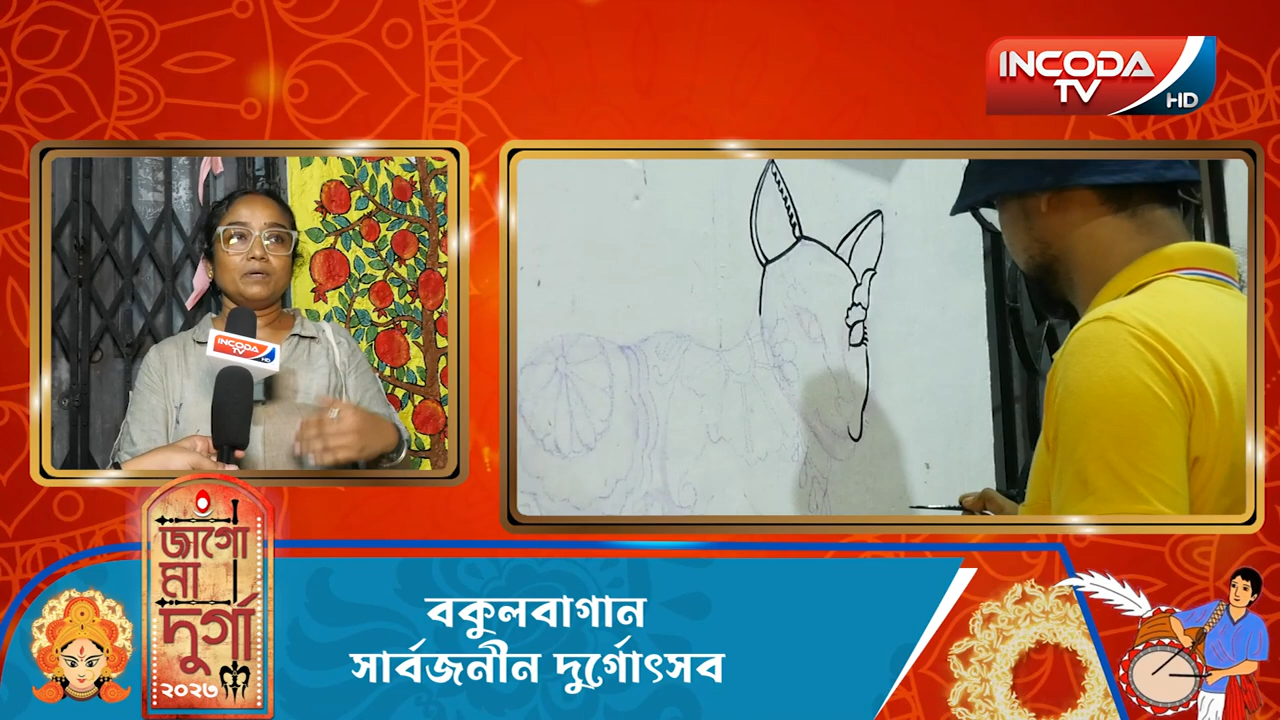 INCODA
TV
HD
INCODA
TV
HD
জাগো
মা
দুর্গা
২০২৩
বকুলবাগান
সার্বজনীন দুর্গোৎসব